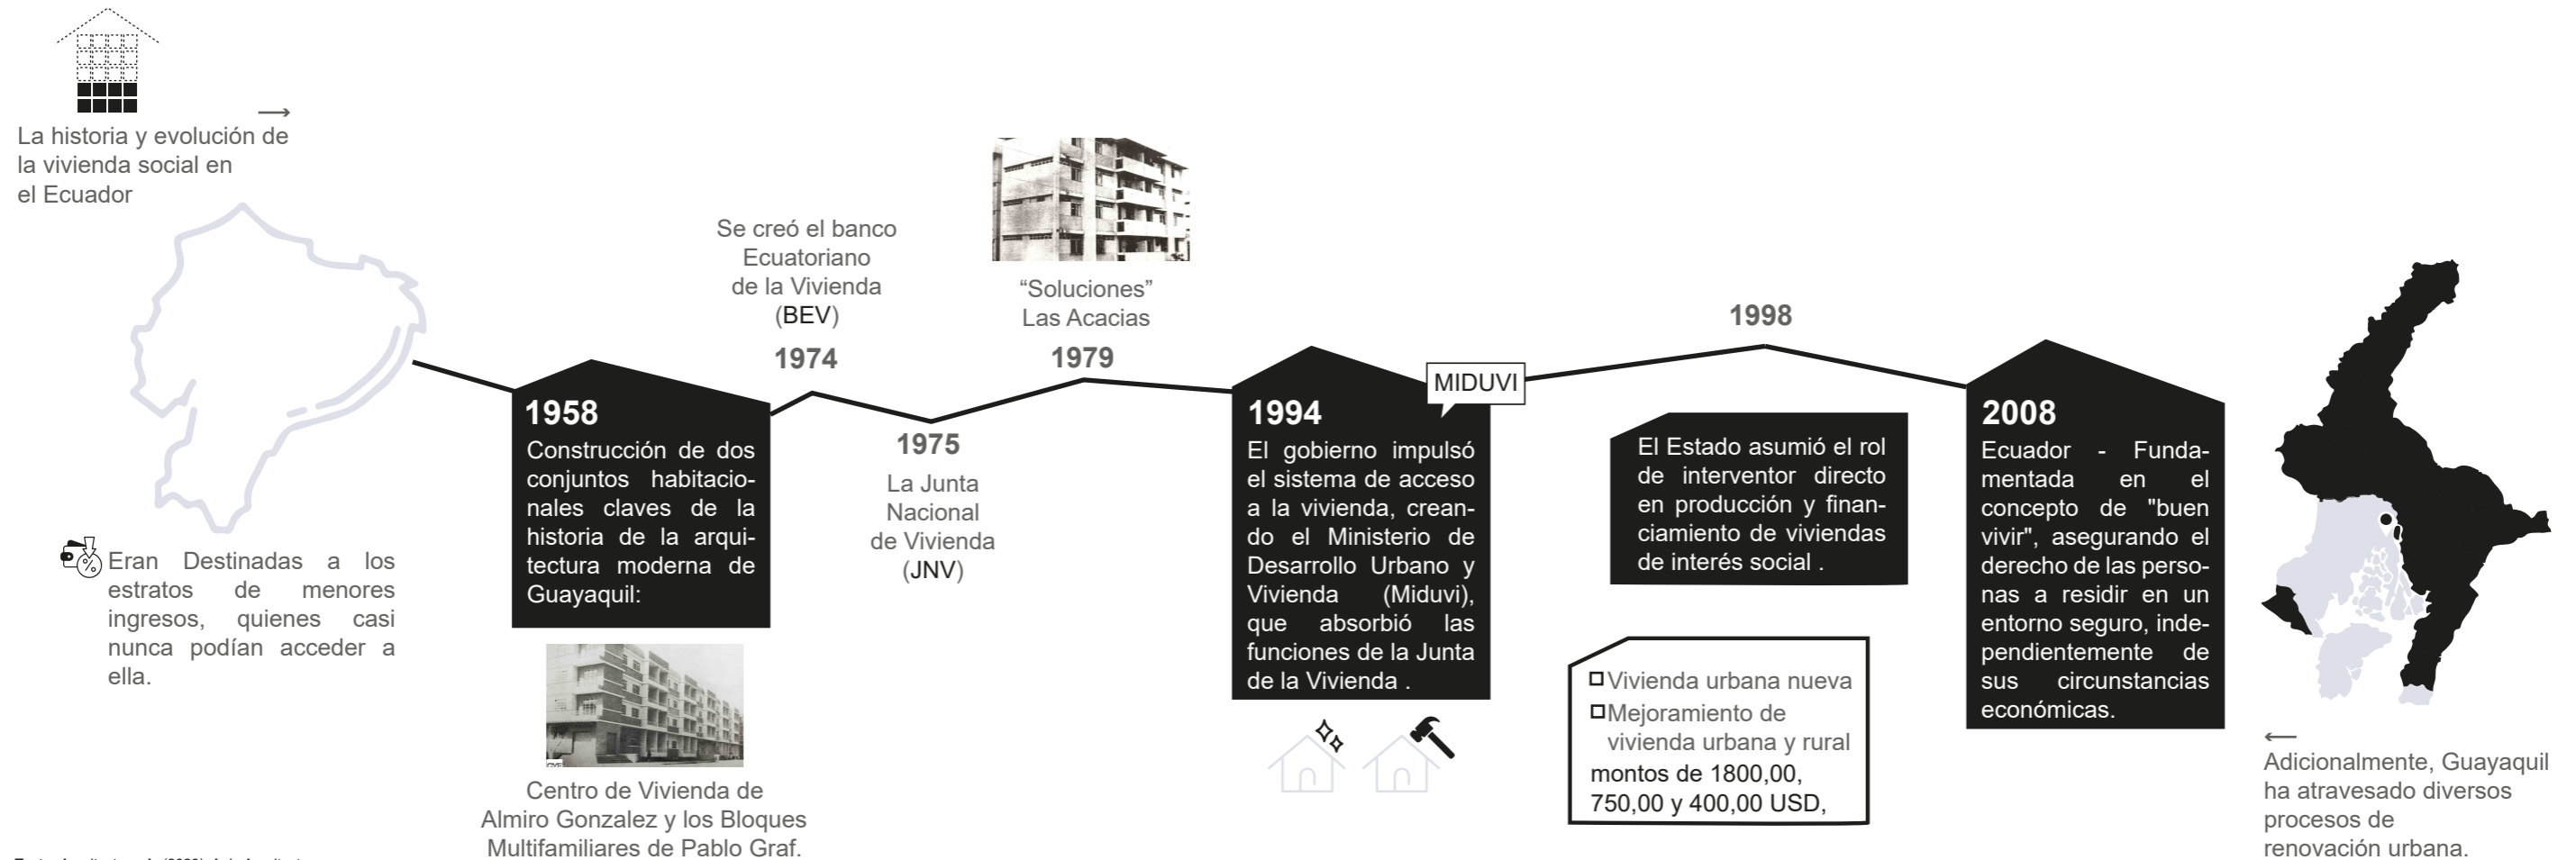 La historia y evolución de
la vivienda social en
el Ecuador
Eran Destinadas a los
estratos de menores
ingresos, quienes casi
nunca podían acceder a
ella.
1958
Construcción de dos
conjuntos habitacio-
nales claves de la
historia de la arqui-
tectura moderna de
Guayaquil:
Centro de Vivienda de
Almiro Gonzalez y los Bloques
Multifamiliares de Pablo Graf.
Se creó el banco
Ecuatoriano
de la Vivienda
(BEV)
1974
1975
La Junta
Nacional
de Vivienda
(JNV)
“Soluciones”
Las Acacias
1979
1994
El gobierno impulsó
el sistema de acceso
a la vivienda, crean-
do el Ministerio de
Desarrollo Urbano y
Vivienda (Miduvi),
que absorbió las
funciones de la Junta
de la Vivienda .
MIDUVI
1998
El Estado asumió el rol
de interventor directo
en producción y finan-
ciamiento de viviendas
de interés social .
Vivienda urbana nueva
Mejoramiento de
vivienda urbana y rural
montos de 1800,00,
750,00 y 400,00 USD,
2008
Ecuador - Funda-
mentada en el
concepto de "buen
vivir", asegurando el
derecho de las perso-
nas a residir en un
entorno seguro, inde-
pendientemente de
sus circunstancias
económicas.
Adicionalmente, Guayaquil
ha atravesado diversos
procesos de
renovación urbana.